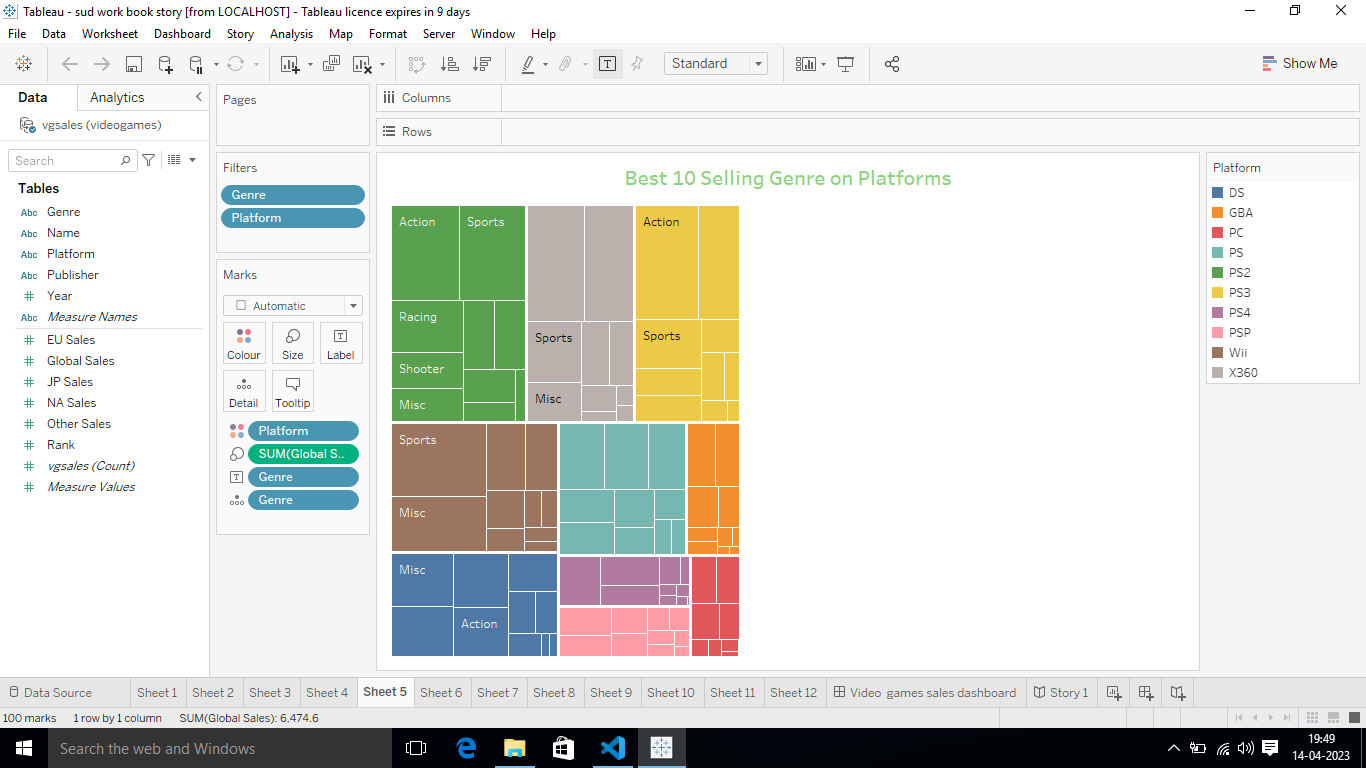 Tableau - sud work book story [from LOCALHOST] - Tableau licence expires in 9 days
File Data Worksheet Dashboard Story Analysis Map Format Server Window Help
Standard
Show Me
Data Analytics
vgsales (videogames)
Search
Tables
Abc Genre
Abc Name
Abc Platform
Abc Publisher
# Year
Abc Measure Names
# EU Sales
# Global Sales
# JP Sales
# NA Sales
# Other Sales
# Rank
# vgsales (Count)
# Measure Values
Pages
Filters
Genre
Platform
Marks
Automatic
Colour Size Label
Detail Tooltip
Platform
SUM(Global S..
Genre
Genre
Columns
Rows
Best 10 Selling Genre on Platforms
Action Sports Action
Racing
Sports Sports
Shooter
Misc Misc
Sports
Misc
Misc
Action
Platform
DS
GBA
PC
PS
PS2
PS3
PS4
PSP
Wii
X360
Data Source Sheet 1 Sheet 2 Sheet 3 Sheet 4 Sheet 5 Sheet 6 Sheet 7 Sheet 8 Sheet 9 Sheet 10 Sheet 11 Sheet 12 Video games sales dashboard Story 1
100 marks 1 row by 1 column SUM(Global Sales): 6,474.6
Search the web and Windows
19:49
14-04-2023